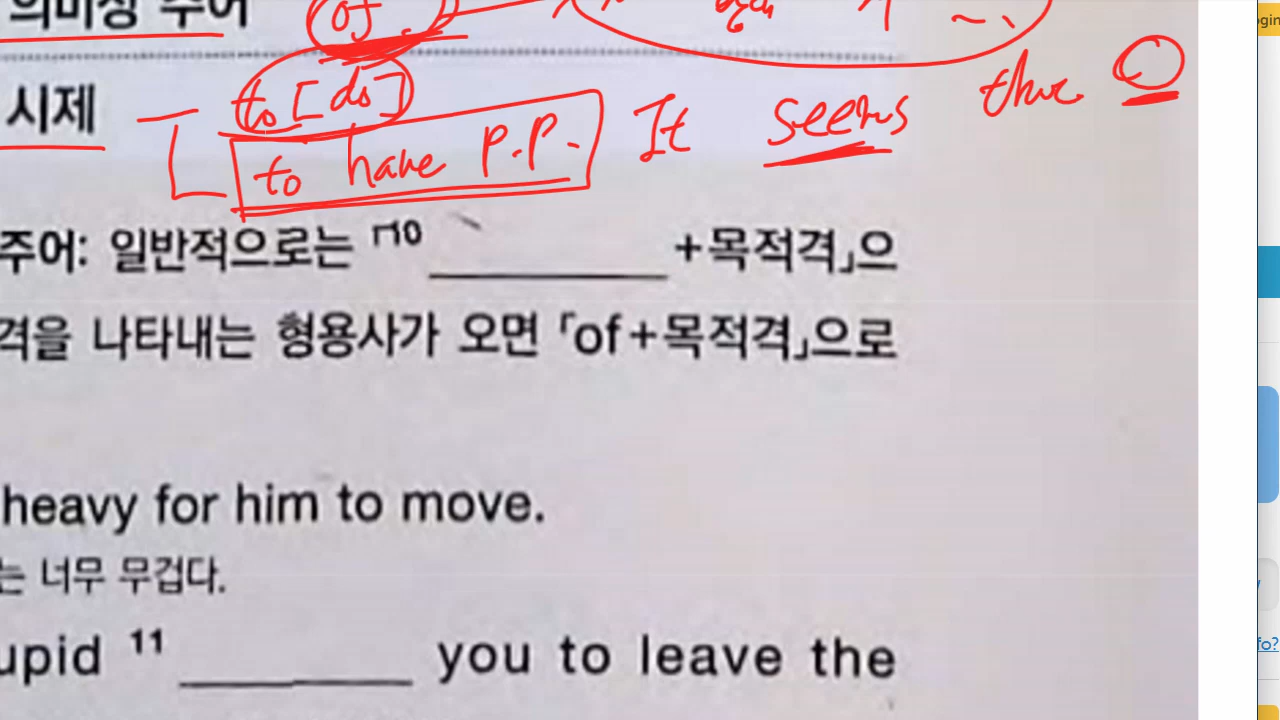 의미상 주어 of
시제
to [do]
to have P.P. It seems that
주어: 일반적으로는 「10 ________ +목적격」으
격을 나타내는 형용사가 오면 「of+목적격」으로
heavy for him to move.
는 너무 무겁다.
upid 11 ________ you to leave the